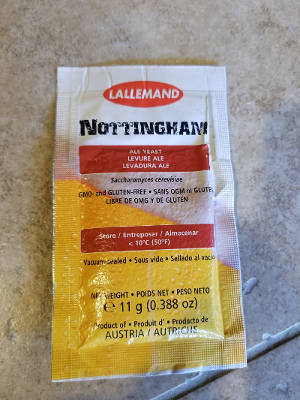 LALLEMAND
NOTTINGHAM
ALE YEAST
LEVURE ALE
LEVADURA ALE
Saccharomyces cerevisiae
GMO- and GLUTEN-FREE • SANS OGM ni GLUTE
LIBRE DE OMG Y DE GLUTEN
Store / Entreposer / Almacenar
< 10°C (50°F)
Vacuum-sealed • Sous vide • Sellado al vacío
NET WEIGHT • POIDS NET • PESO NETO
℮ 11 g (0.388 oz)
Product of • Produit d' • Producto de
AUSTRIA / AUTRICHE